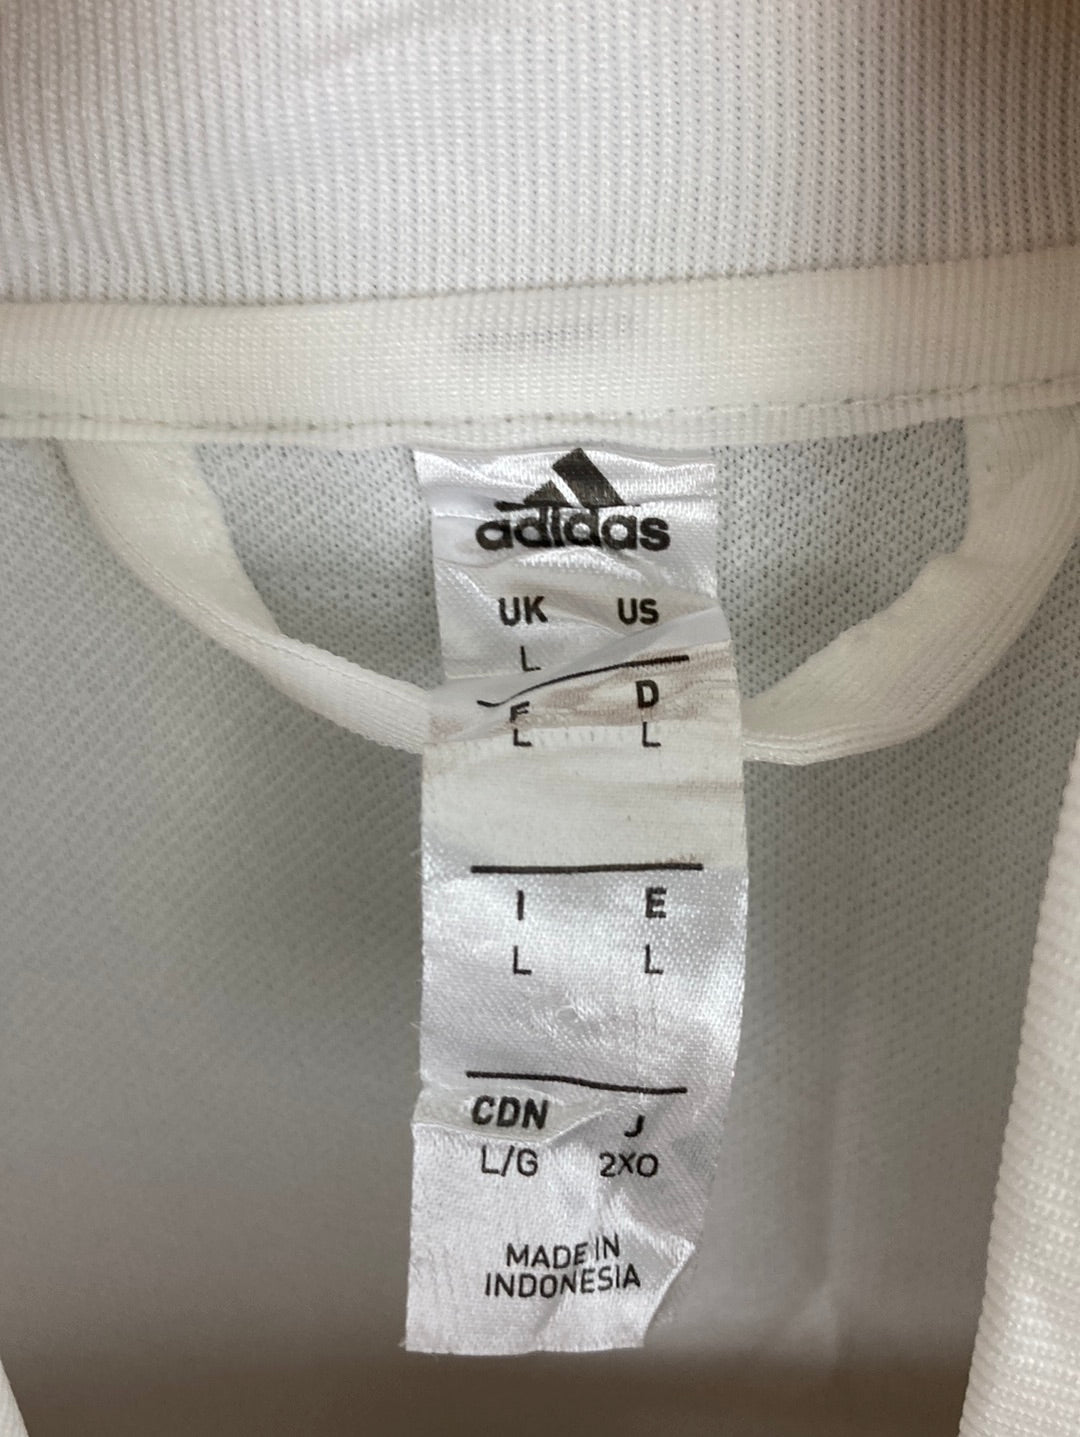 adidas
UK US
L
F D
L L
I E
L L
CDN J
L/G 2XO
MADE IN
INDONESIA